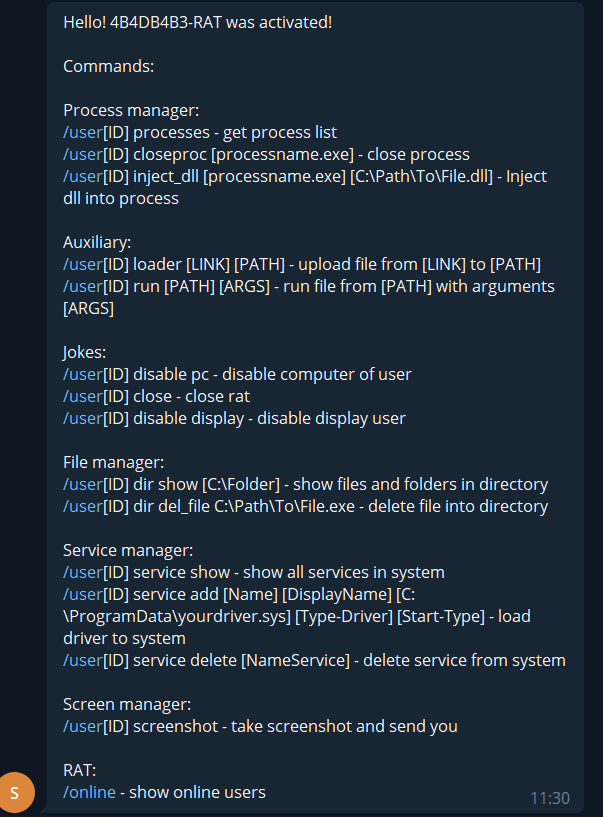 Hello! 4B4DB4B3-RAT was activated!
Commands:
Process manager:
/user[ID] processes - get process list
/user[ID] closeproc [processname.exe] - close process
/user[ID] inject_dll [processname.exe] [C:\Path\To\File.dll] - Inject
dll into process
Auxiliary:
/user[ID] loader [LINK] [PATH] - upload file from [LINK] to [PATH]
/user[ID] run [PATH] [ARGS] - run file from [PATH] with arguments
[ARGS]
Jokes:
/user[ID] disable pc - disable computer of user
/user[ID] close - close rat
/user[ID] disable display - disable display user
File manager:
/user[ID] dir show [C:\Folder] - show files and folders in directory
/user[ID] dir del_file C:\Path\To\File.exe - delete file into directory
Service manager:
/user[ID] service show - show all services in system
/user[ID] service add [Name] [DisplayName] [C:
\ProgramData\yourdriver.sys] [Type-Driver] [Start-Type] - load
driver to system
/user[ID] service delete [NameService] - delete service from system
Screen manager:
/user[ID] screenshot - take screenshot and send you
RAT:
/online - show online users
S
11:30